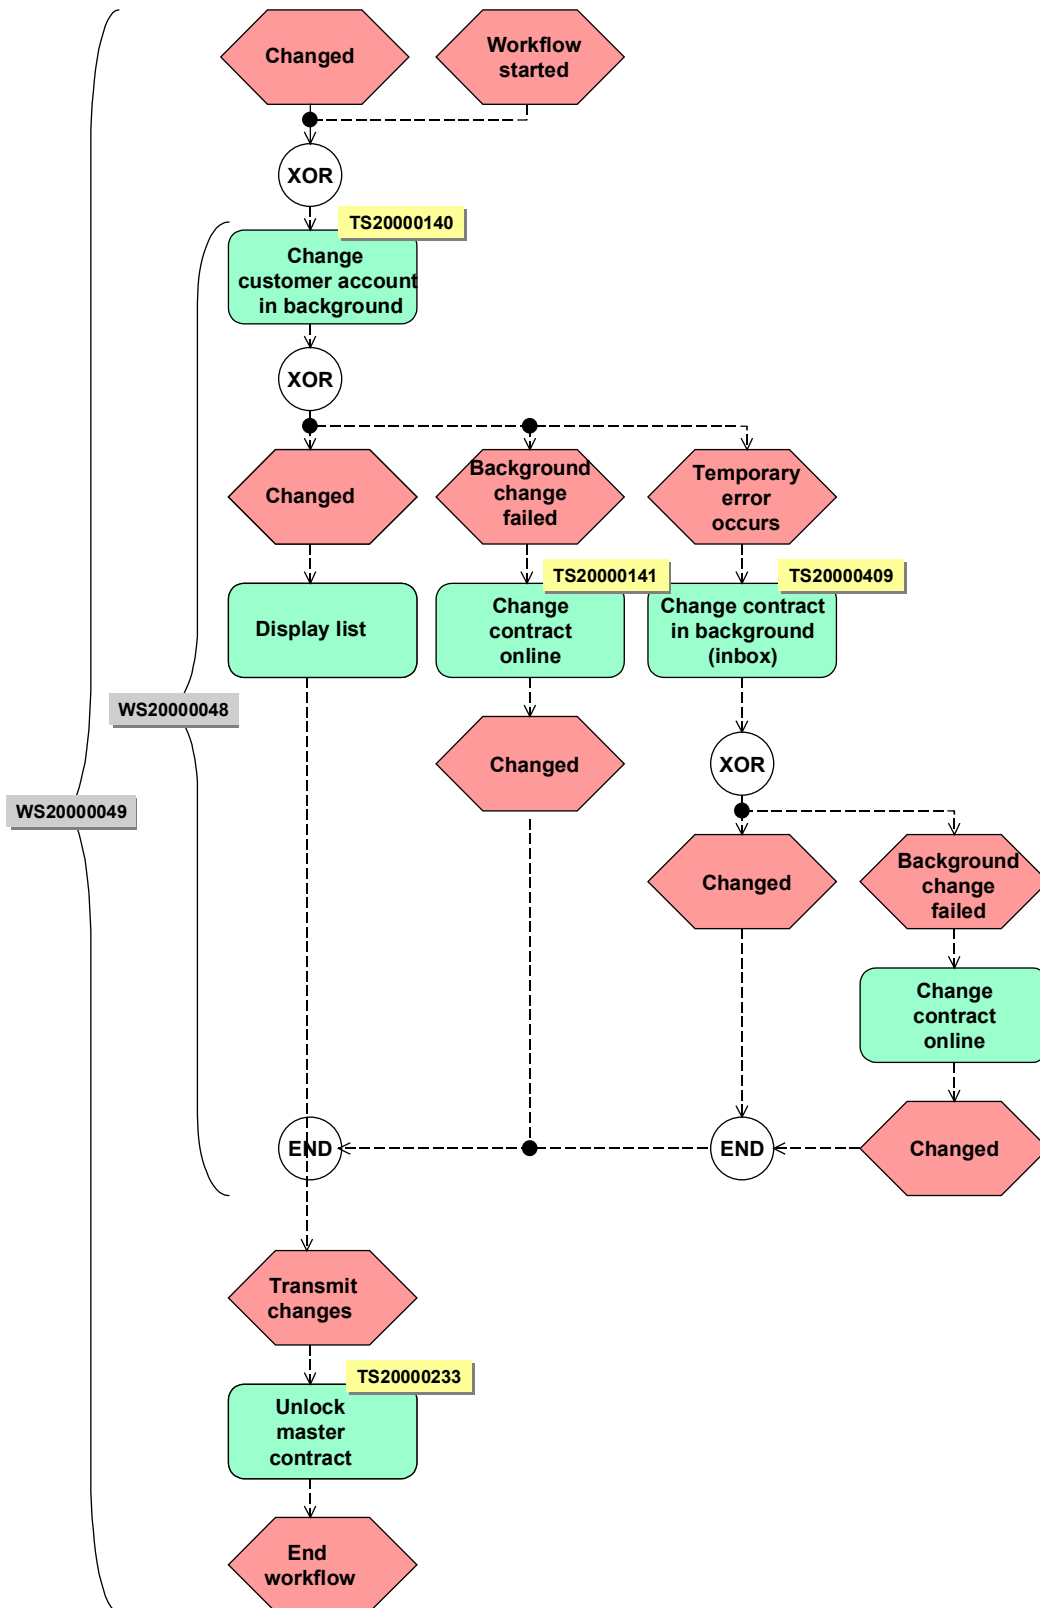 Changed
Workflow
started
XOR
TS20000140
Change
customer account
in background
XOR
Changed
Background
change
failed
Temporary
error
occurs
TS20000141
TS20000409
Display list
Change
contract
online
Change contract
in background
(inbox)
WS20000048
WS20000049
Changed
XOR
Changed
Background
change
failed
Change
contract
online
END
END
Changed
Transmit
changes
TS20000233
Unlock
master
contract
End
workflow